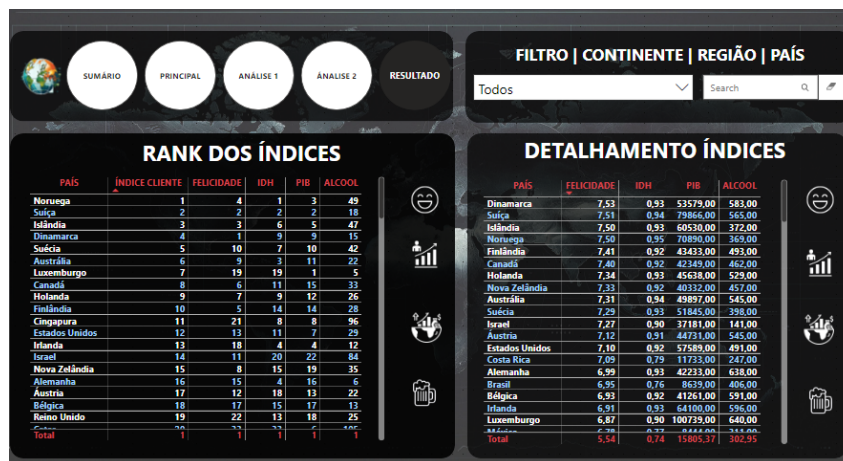 SUMÁRIO
PRINCIPAL
ANÁLISE 1
ÁNALISE 2
RESULTADO
FILTRO | CONTINENTE | REGIÃO | PAÍS
Todos
Search
RANK DOS ÍNDICES
PAÍS ÍNDICE CLIENTE FELICIDADE IDH PIB ALCOOL
Noruega 1 4 1 3 49
Suíça 2 2 2 2 18
Islândia 3 3 6 5 47
Dinamarca 4 1 9 9 15
Suécia 5 10 7 10 42
Austrália 6 9 3 11 22
Luxemburgo 7 19 19 1 5
Canadá 8 6 11 15 33
Holanda 9 7 9 12 26
Finlândia 10 5 14 14 28
Cingapura 11 21 8 8 96
Estados Unidos 12 13 11 7 29
Irlanda 13 18 4 4 12
Israel 14 11 20 22 84
Nova Zelândia 15 8 15 19 35
Alemanha 16 15 4 16 6
Áustria 17 12 18 13 22
Bélgica 18 17 15 17 13
Reino Unido 19 22 13 18 25
Total 1 1 1 1 1
DETALHAMENTO ÍNDICES
PAÍS FELICIDADE IDH PIB ALCOOL
Dinamarca 7,53 0,93 53579,00 583,00
Suíça 7,51 0,94 79866,00 565,00
Islândia 7,50 0,93 60530,00 372,00
Noruega 7,50 0,95 70890,00 369,00
Finlândia 7,41 0,92 43433,00 493,00
Canadá 7,40 0,92 42349,00 462,00
Holanda 7,34 0,93 45638,00 529,00
Nova Zelândia 7,33 0,92 40332,00 457,00
Austrália 7,31 0,94 49897,00 545,00
Suécia 7,29 0,93 51845,00 398,00
Israel 7,27 0,90 37181,00 141,00
Áustria 7,12 0,91 44731,00 545,00
Estados Unidos 7,10 0,92 57589,00 491,00
Costa Rica 7,09 0,79 11733,00 247,00
Alemanha 6,99 0,93 42233,00 638,00
Brasil 6,95 0,76 8639,00 406,00
Bélgica 6,93 0,92 41261,00 591,00
Irlanda 6,91 0,93 64100,00 596,00
Luxemburgo 6,87 0,90 100739,00 640,00
Total 5,54 0,74 15805,37 302,95